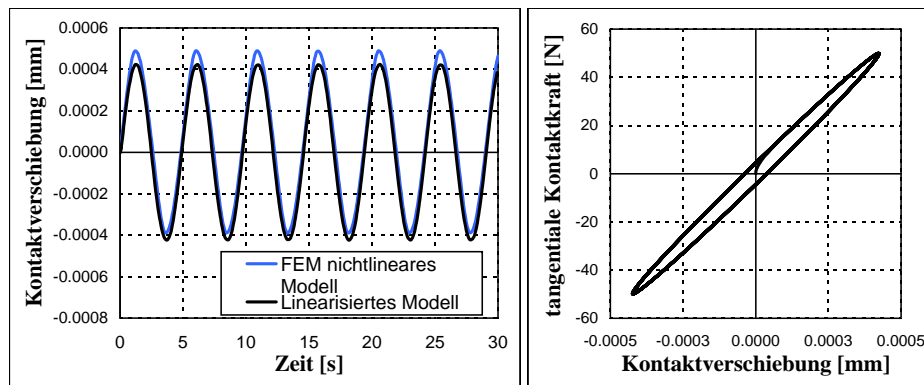 Kontaktverschiebung [mm]
0.0006
0.0004
0.0002
0.0000
-0.0002
-0.0004
-0.0006
-0.0008
FEM nichtlineares
Modell
Linearisiertes Modell
0 5 10 15 20 25 30
Zeit [s]
tangentiale Kontaktkraft [N]
60
40
20
0
-20
-40
-60
-0.0005 -0.0003 0.0000 0.0003 0.0005
Kontaktverschiebung [mm]